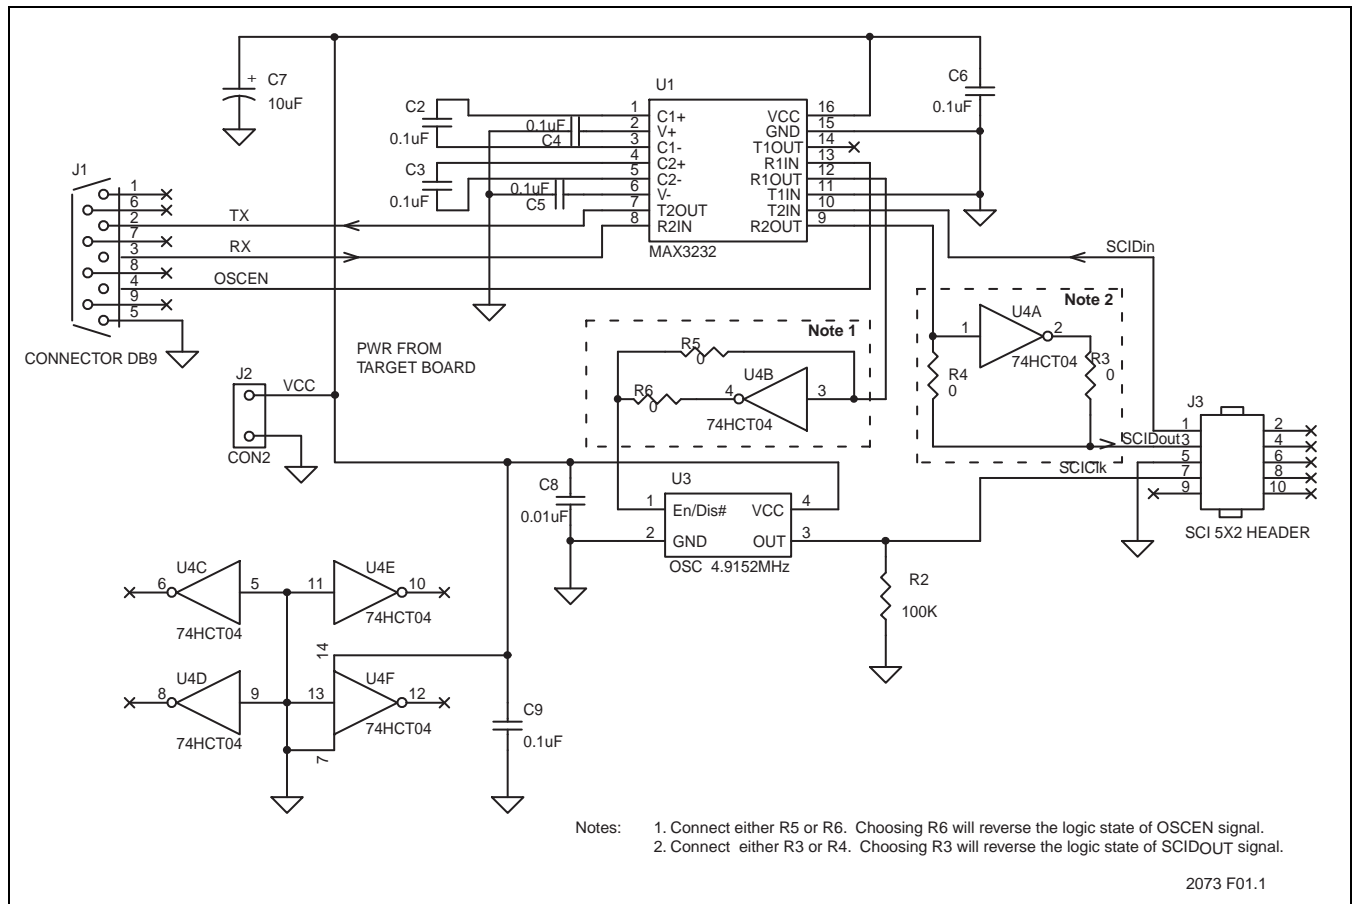 + C7
10uF
U1
C6
0.1uF
C2
0.1uF
0.1uF
C4
C3
0.1uF
0.1uF
C5
1 C1+ VCC 16
2 V+ GND 15
3 C1- T1OUT 14
4 C2+ R1IN 13
5 C2- R1OUT 12
6 V- T1IN 11
7 T2OUT T2IN 10
8 R2IN R2OUT 9
MAX3232
J1
1
6
2
7
3
8
4
9
5
TX
RX
OSCEN
CONNECTOR DB9
SCIDin
Note 2
U4A
1 2
74HCT04
R4
0
R3
0
Note 1
R5
0
U4B
R6
0
4 3
74HCT04
PWR FROM
TARGET BOARD
J2
VCC
CON2
J3
1 2
3 4
5 6
7 8
9 10
SCIDout
SCIClk
SCI 5X2 HEADER
C8
0.01uF
U3
1 En/Dis# VCC 4
2 GND OUT 3
OSC 4.9152MHz
R2
100K
U4C
6 5
74HCT04
U4E
11 10
74HCT04
14
U4D
8 9
74HCT04
U4F
13 12
74HCT04
7
C9
0.1uF
Notes: 1. Connect either R5 or R6. Choosing R6 will reverse the logic state of OSCEN signal.
2. Connect either R3 or R4. Choosing R3 will reverse the logic state of SCIDOUT signal.
2073 F01.1